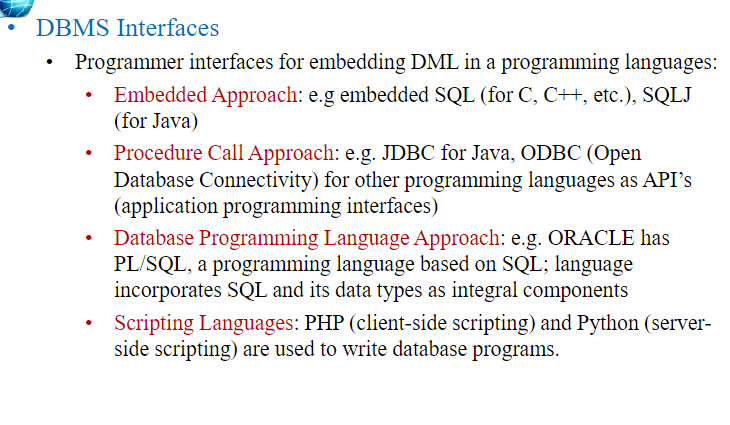 • DBMS Interfaces
• Programmer interfaces for embedding DML in a programming languages:
• Embedded Approach: e.g embedded SQL (for C, C++, etc.), SQLJ
(for Java)
• Procedure Call Approach: e.g. JDBC for Java, ODBC (Open
Database Connectivity) for other programming languages as API’s
(application programming interfaces)
• Database Programming Language Approach: e.g. ORACLE has
PL/SQL, a programming language based on SQL; language
incorporates SQL and its data types as integral components
• Scripting Languages: PHP (client-side scripting) and Python (server-
side scripting) are used to write database programs.